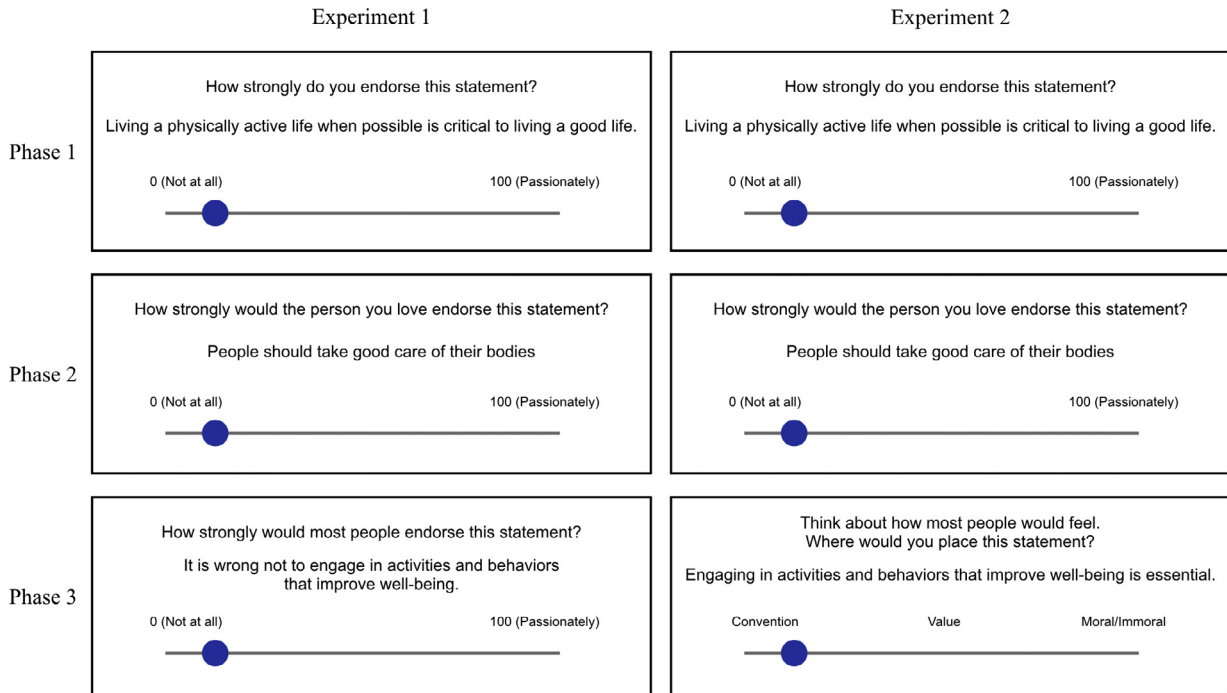 Experiment 1
Experiment 2
Phase 1
How strongly do you endorse this statement?
Living a physically active life when possible is critical to living a good life.
0 (Not at all)
100 (Passionately)
How strongly do you endorse this statement?
Living a physically active life when possible is critical to living a good life.
0 (Not at all)
100 (Passionately)
Phase 2
How strongly would the person you love endorse this statement?
People should take good care of their bodies
0 (Not at all)
100 (Passionately)
How strongly would the person you love endorse this statement?
People should take good care of their bodies
0 (Not at all)
100 (Passionately)
Phase 3
How strongly would most people endorse this statement?
It is wrong not to engage in activities and behaviors
that improve well-being.
0 (Not at all)
100 (Passionately)
Think about how most people would feel.
Where would you place this statement?
Engaging in activities and behaviors that improve well-being is essential.
Convention
Value
Moral/Immoral